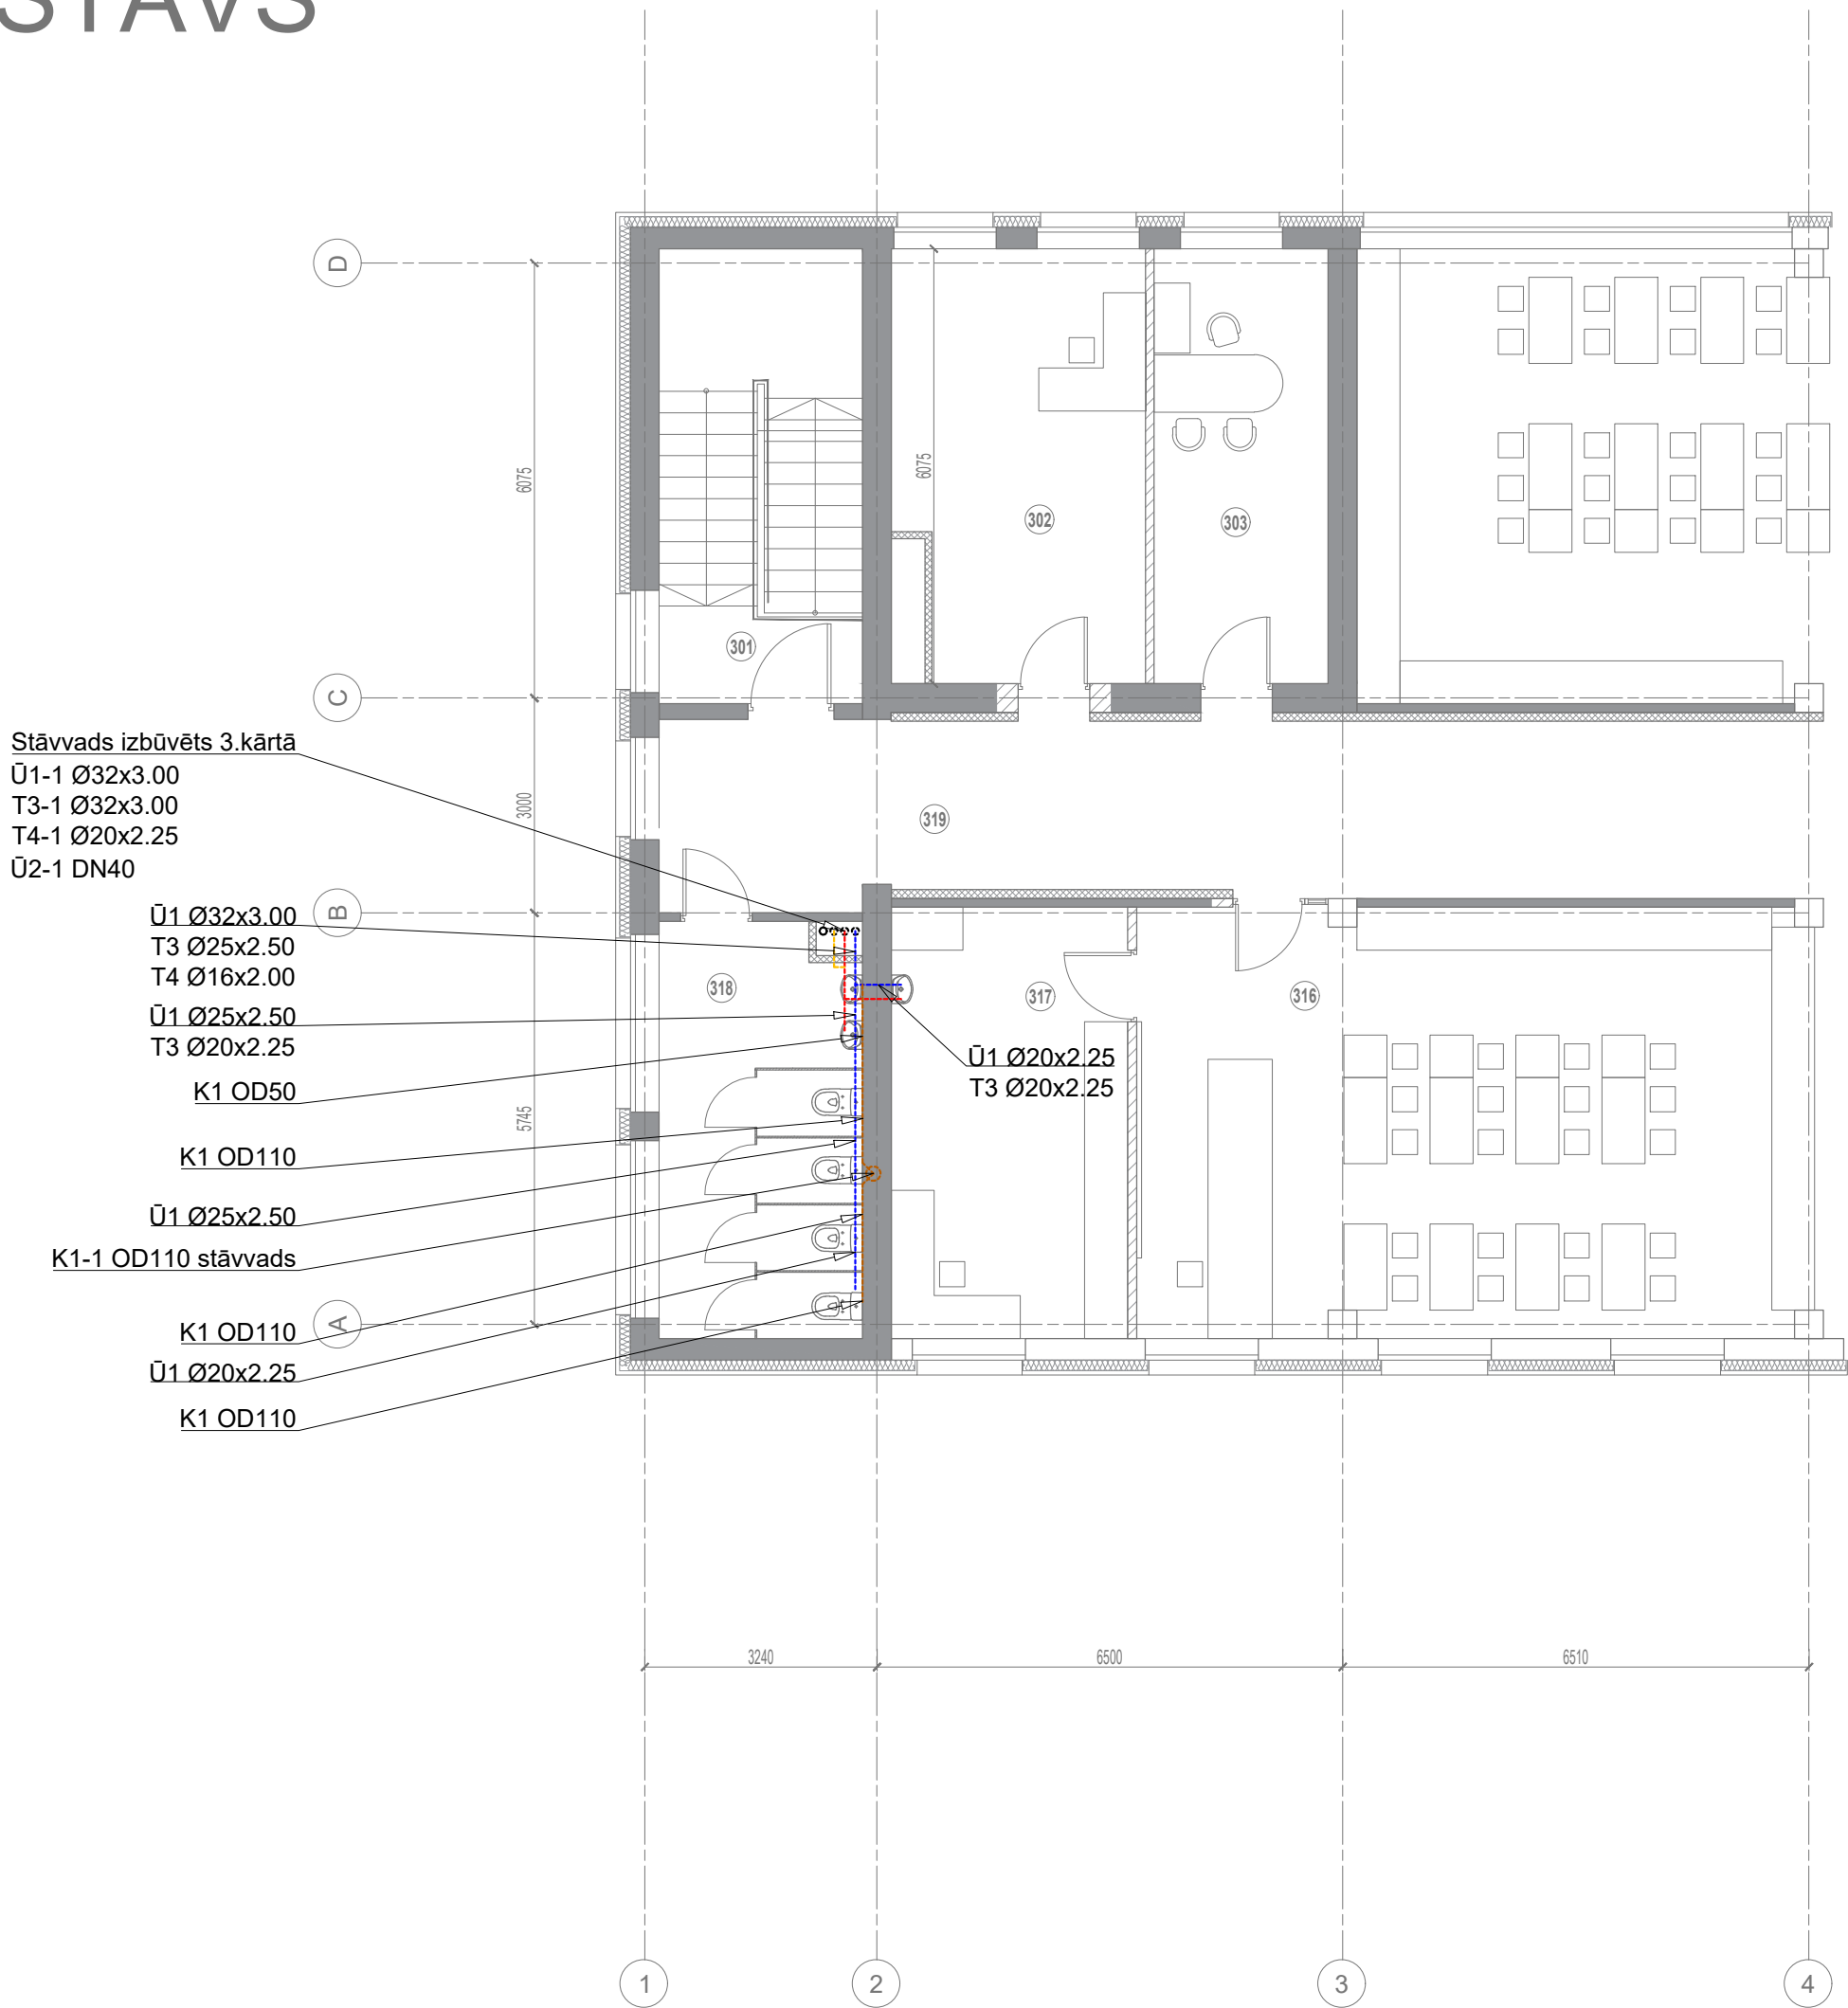 STĀVS
D
6075
6075
302
303
301
C
Stāvvads izbūvēts 3.kārtā
Ū1-1 Ø32x3.00
T3-1 Ø32x3.00
T4-1 Ø20x2.25
Ū2-1 DN40
3000
319
B
Ū1 Ø32x3.00
T3 Ø25x2.50
T4 Ø16x2.00
318
317
316
Ū1 Ø25x2.50
T3 Ø20x2.25
Ū1 Ø20x2.25
T3 Ø20x2.25
K1 OD50
5745
K1 OD110
Ū1 Ø25x2.50
K1-1 OD110 stāvvads
A
K1 OD110
Ū1 Ø20x2.25
K1 OD110
3240
6500
6510
1
2
3
4